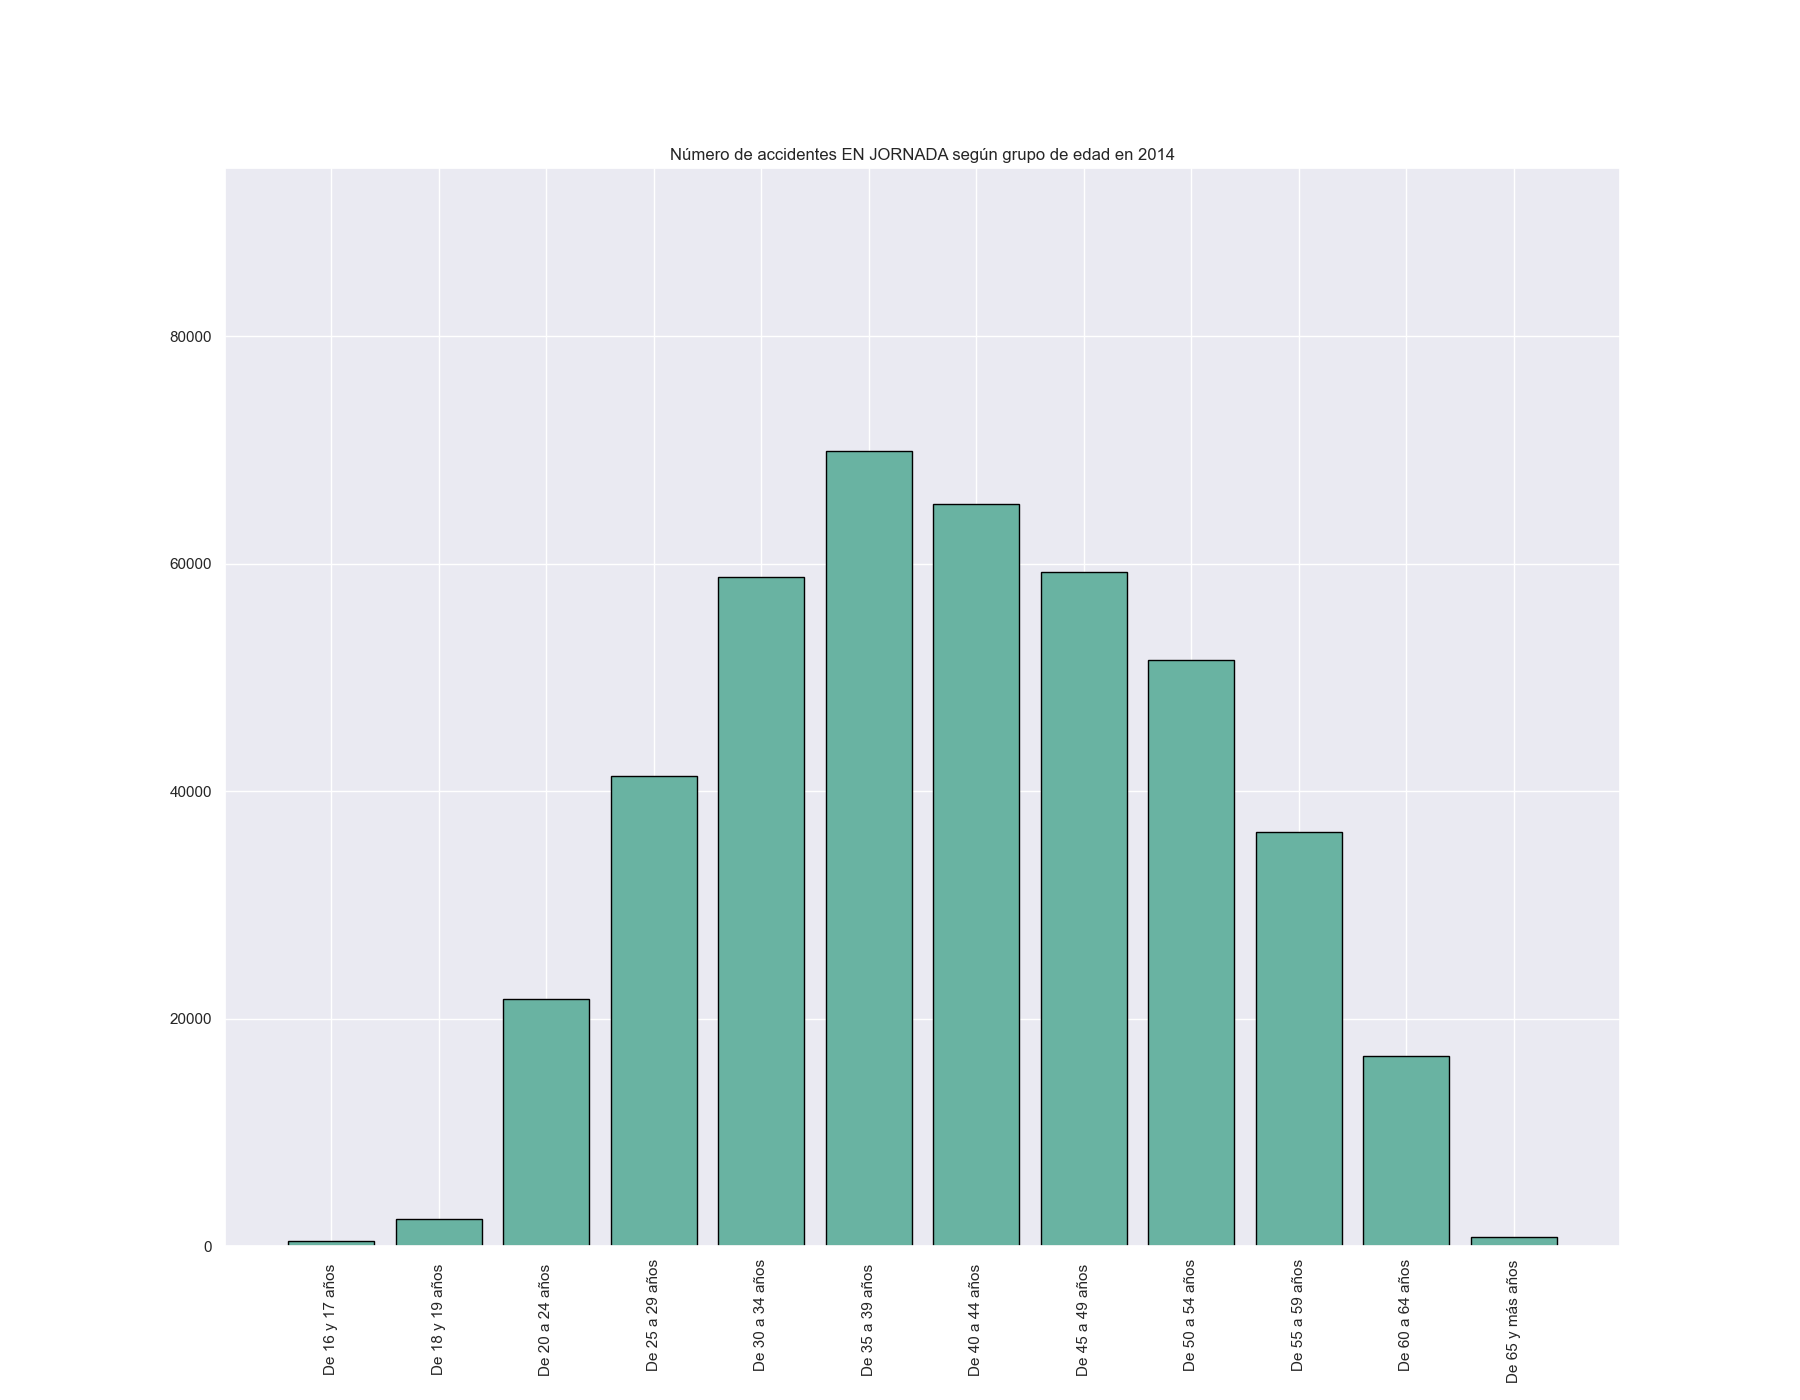 Número de accidentes EN JORNADA según grupo de edad en 2014
80000
60000
40000
20000
0
De 16 y 17 años
De 18 y 19 años
De 20 a 24 años
De 25 a 29 años
De 30 a 34 años
De 35 a 39 años
De 40 a 44 años
De 45 a 49 años
De 50 a 54 años
De 55 a 59 años
De 60 a 64 años
De 65 y más años